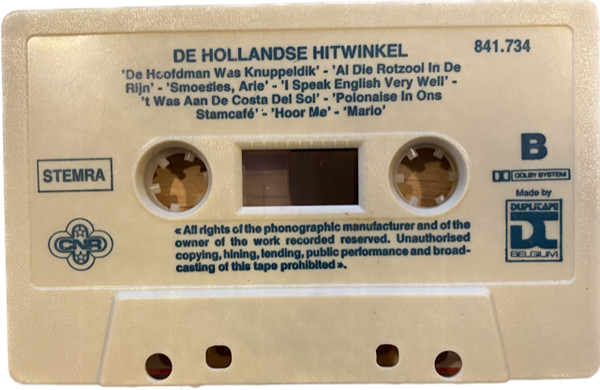 DE HOLLANDSE HITWINKEL
841.734
'De Hoofdman Was Knuppeldik' - 'Al Die Rotzooi In De
Rijn' - 'Smoesies, Arie' - 'I Speak English Very Well' -
't Was Aan De Costa Del Sol' - 'Polonaise In Ons
Stamcafé' - 'Hoor Me' - 'Mario'
STEMRA
B
DOLBY SYSTEM
Made by
DUPLITAPE
BELGIUM
CNR
« All rights of the phonographic manufacturer and of the
owner of the work recorded reserved. Unauthorised
copying, hining, lending, public performance and broad-
casting of this tape prohibited ».